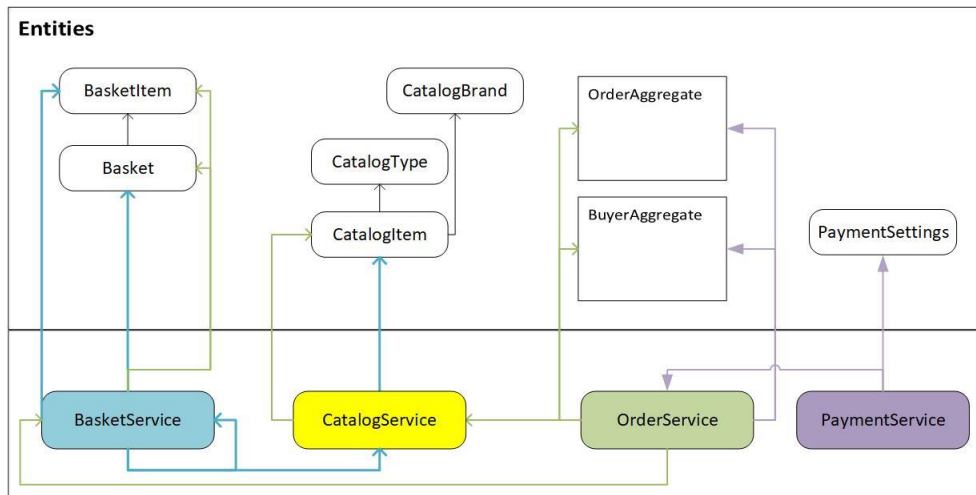 Entities
BasketItem
CatalogBrand
OrderAggregate
Basket
CatalogType
BuyerAggregate
CatalogItem
PaymentSettings
BasketService
CatalogService
OrderService
PaymentService